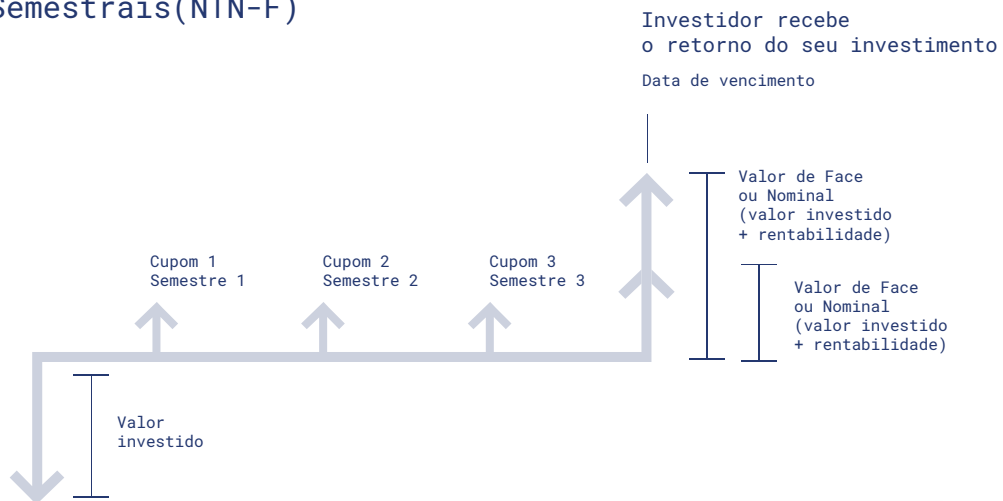 Semestrais(NTN-F)
Investidor recebe
o retorno do seu investimento
Data de vencimento
Valor de Face
ou Nominal
(valor investido
+ rentabilidade)
Cupom 1
Semestre 1
Cupom 2
Semestre 2
Cupom 3
Semestre 3
Valor de Face
ou Nominal
(valor investido
+ rentabilidade)
Valor
investido